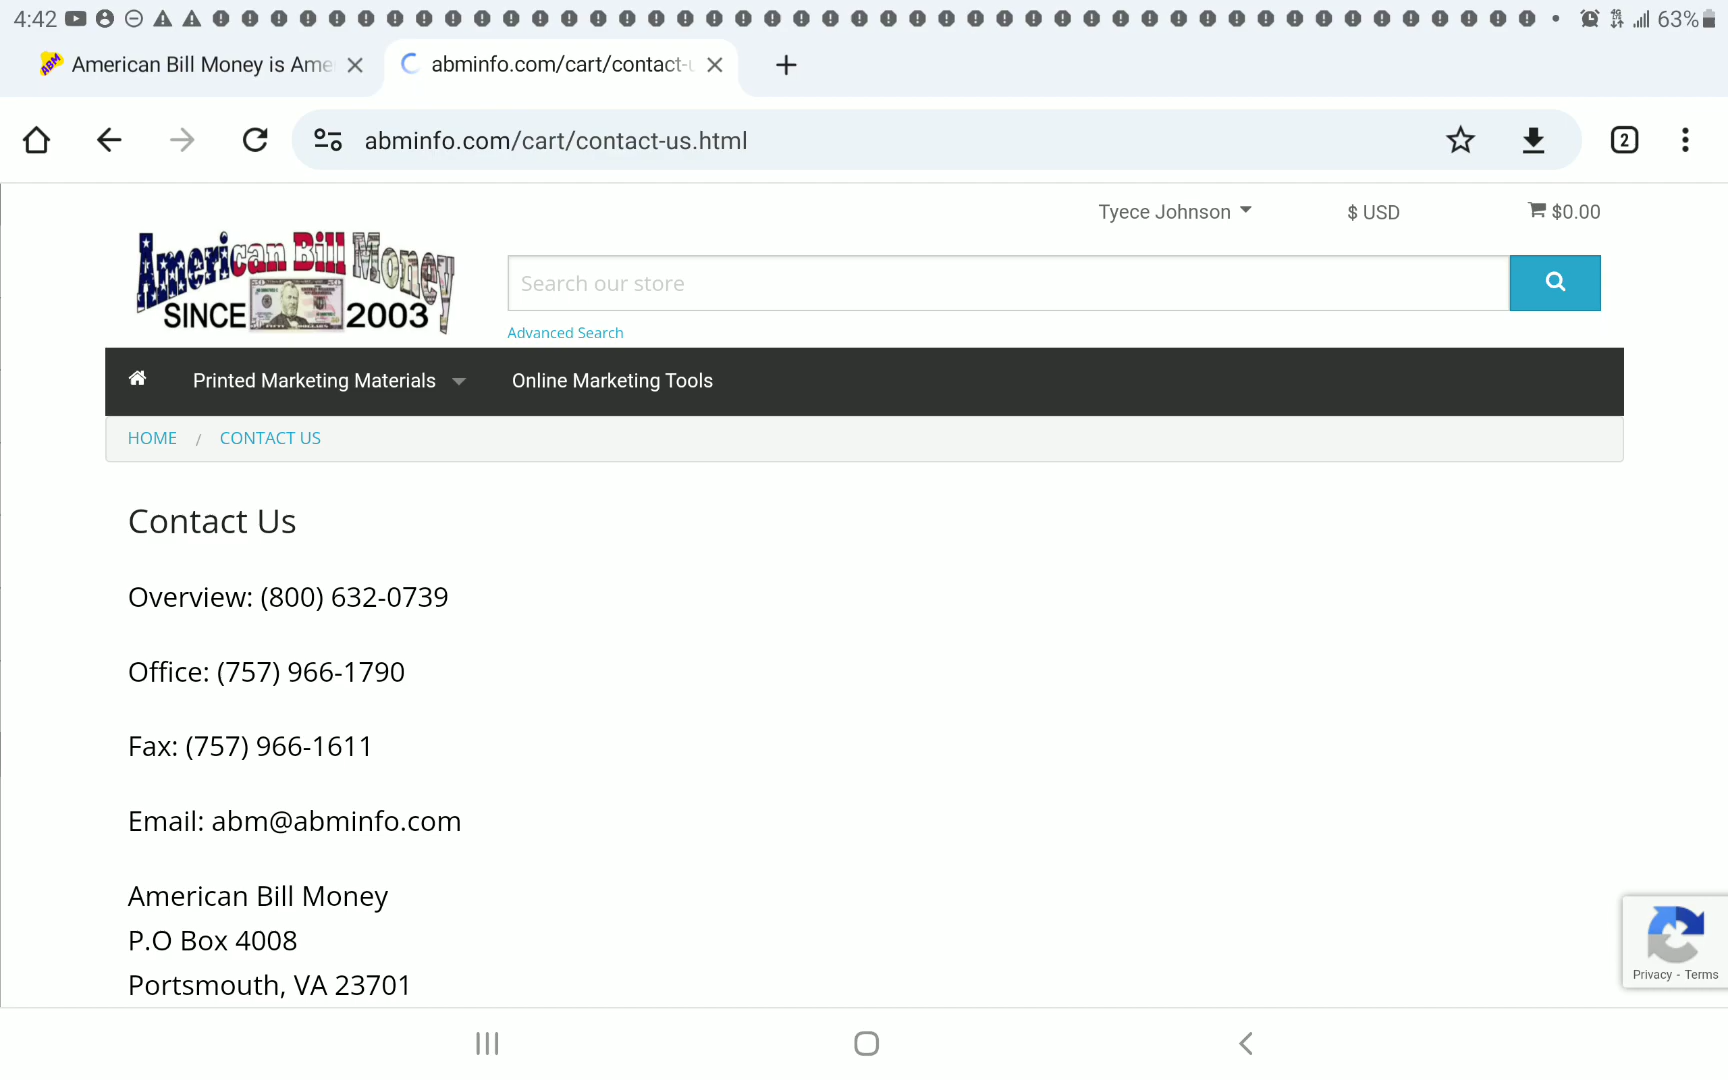 4:42
63%
ABM
American Bill Money is Ame
abminfo.com/cart/contact-u
abminfo.com/cart/contact-us.html
2
Tyece Johnson
$ USD
$0.00
American Bill Money
SINCE 2003
Search our store
Advanced Search
Printed Marketing Materials
Online Marketing Tools
HOME / CONTACT US
Contact Us
Overview: (800) 632-0739
Office: (757) 966-1790
Fax: (757) 966-1611
Email: abm@abminfo.com
American Bill Money
P.O Box 4008
Portsmouth, VA 23701
Privacy - Terms